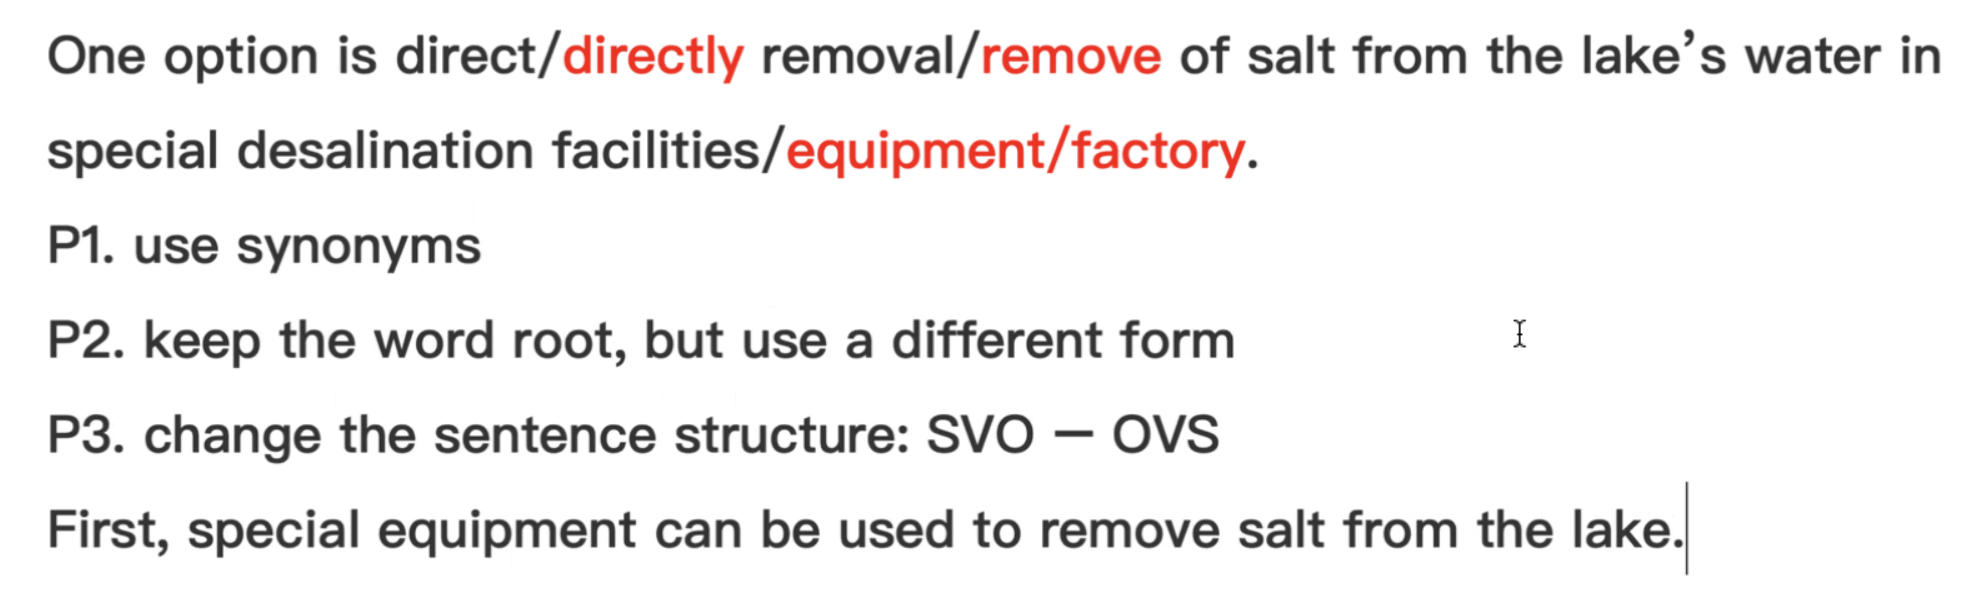 One option is direct/directly removal/remove of salt from the lake’s water in
special desalination facilities/equipment/factory.
P1. use synonyms
P2. keep the word root, but use a different form
P3. change the sentence structure: SVO — OVS
First, special equipment can be used to remove salt from the lake.